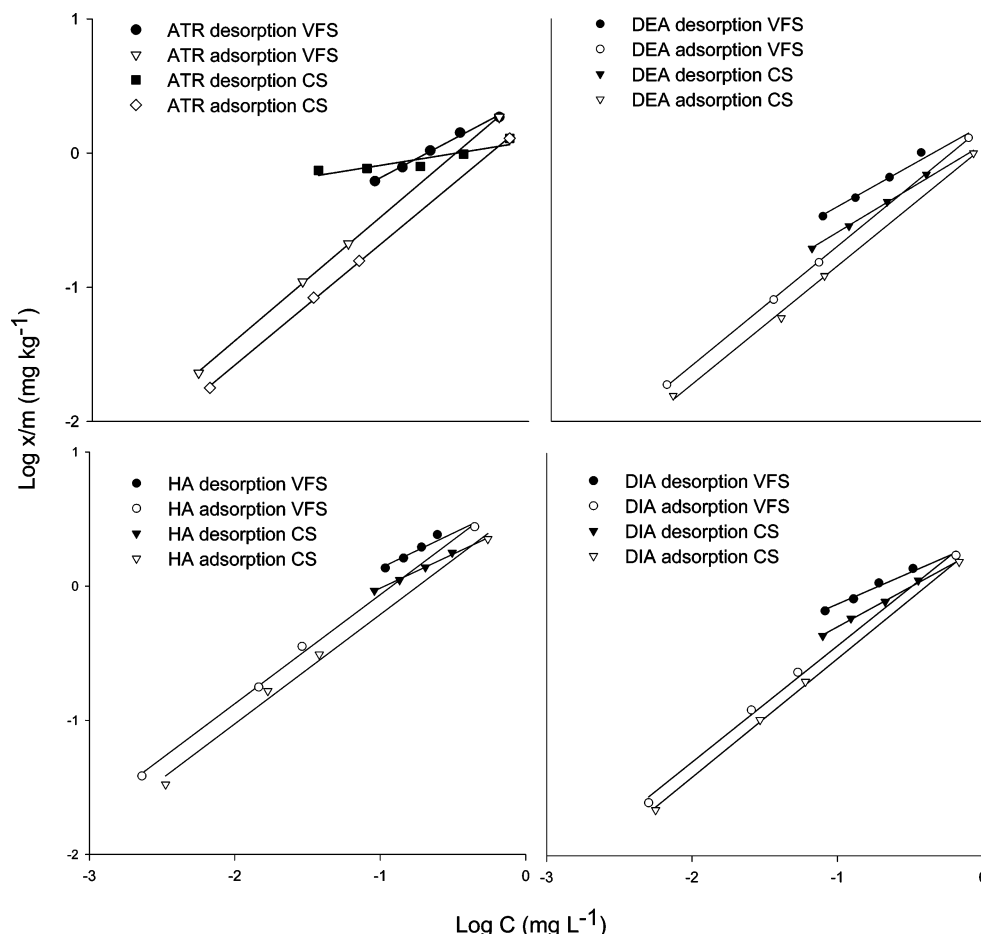 1
ATR desorption VFS
ATR adsorption VFS
ATR desorption CS
ATR adsorption CS
0
-1
-2
-3
DEA desorption VFS
DEA adsorption VFS
DEA desorption CS
DEA adsorption CS
Log x/m (mg kg-1)
1
HA desorption VFS
HA adsorption VFS
HA desorption CS
HA adsorption CS
0
-1
-2
-3
-2
-1
0
DIA desorption VFS
DIA adsorption VFS
DIA desorption CS
DIA adsorption CS
-3
-2
-1
0
Log C (mg L-1)